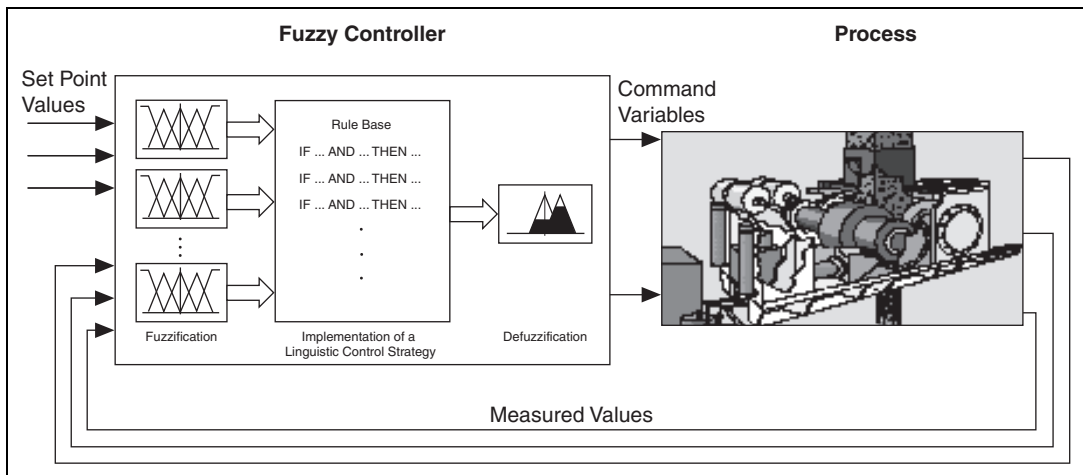 Fuzzy Controller
Process
Set Point
Values
Command
Variables
Rule Base
IF ... AND ... THEN ...
IF ... AND ... THEN ...
IF ... AND ... THEN ...
Fuzzification
Implementation of a
Linguistic Control Strategy
Defuzzification
Measured Values